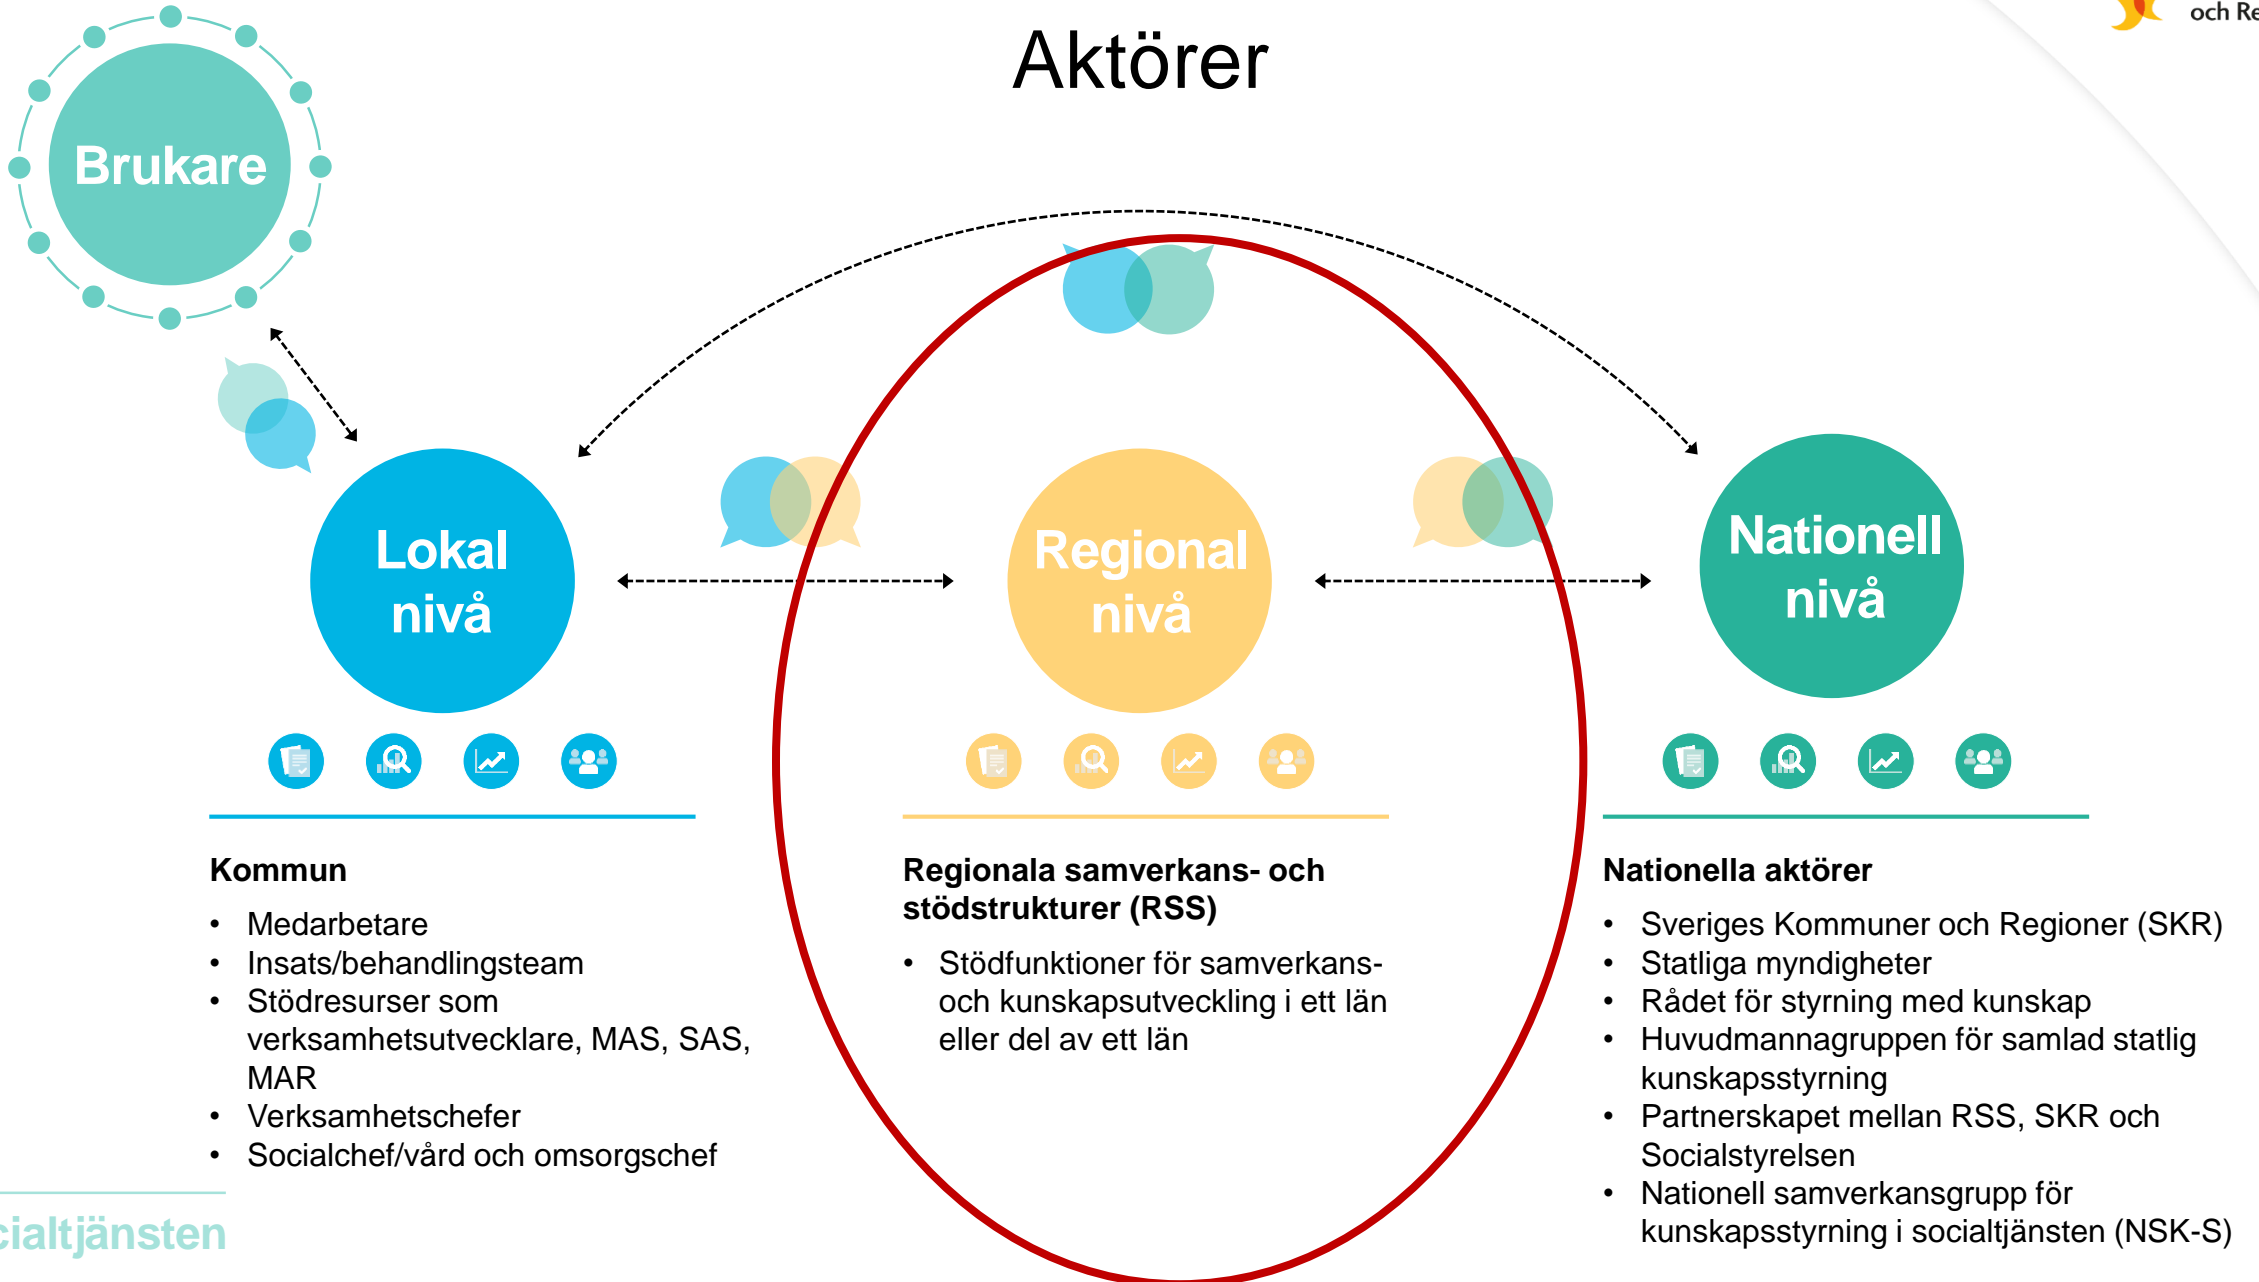 och Re
Aktörer
Brukare
Lokal
nivå
Regional
nivå
Nationell
nivå
Kommun
• Medarbetare
• Insats/behandlingsteam
• Stödresurser som
verksamhetsutvecklare, MAS, SAS,
MAR
• Verksamhetschefer
• Socialchef/vård och omsorgschef
Regionala samverkans- och
stödstrukturer (RSS)
• Stödfunktioner för samverkans-
och kunskapsutveckling i ett län
eller del av ett län
Nationella aktörer
• Sveriges Kommuner och Regioner (SKR)
• Statliga myndigheter
• Rådet för styrning med kunskap
• Huvudmannagruppen för samlad statlig
kunskapsstyrning
• Partnerskapet mellan RSS, SKR och
Socialstyrelsen
• Nationell samverkansgrupp för
kunskapsstyrning i socialtjänsten (NSK-S)
cialtjänsten